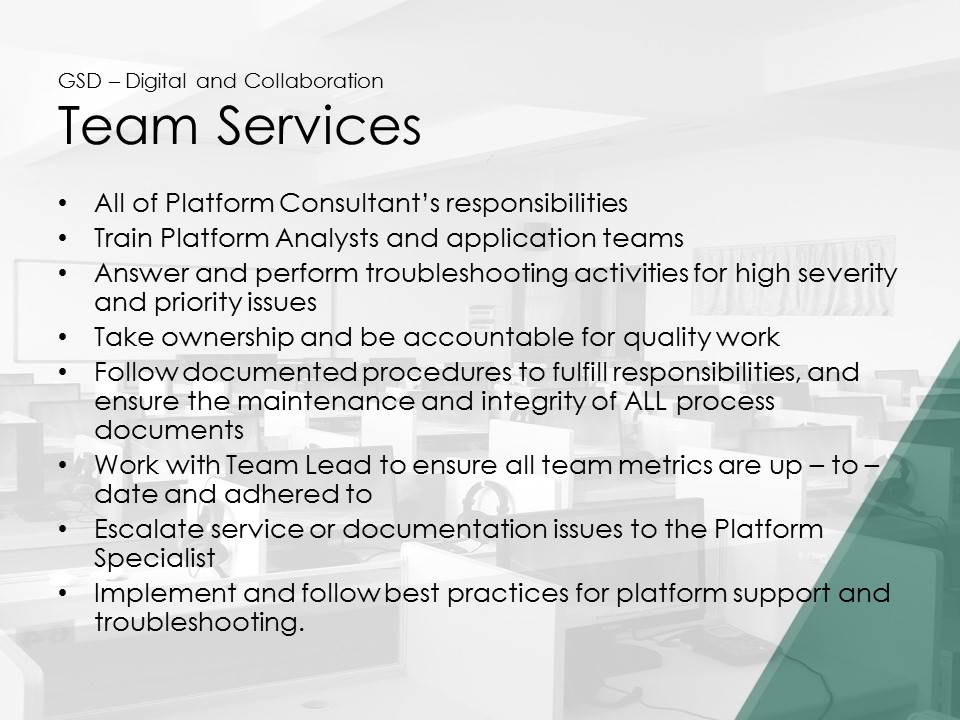 GSD – Digital and Collaboration
Team Services
• All of Platform Consultant’s responsibilities
• Train Platform Analysts and application teams
• Answer and perform troubleshooting activities for high severity
and priority issues
• Take ownership and be accountable for quality work
• Follow documented procedures to fulfill responsibilities, and
ensure the maintenance and integrity of ALL process
documents
• Work with Team Lead to ensure all team metrics are up – to –
date and adhered to
• Escalate service or documentation issues to the Platform
Specialist
• Implement and follow best practices for platform support and
troubleshooting.